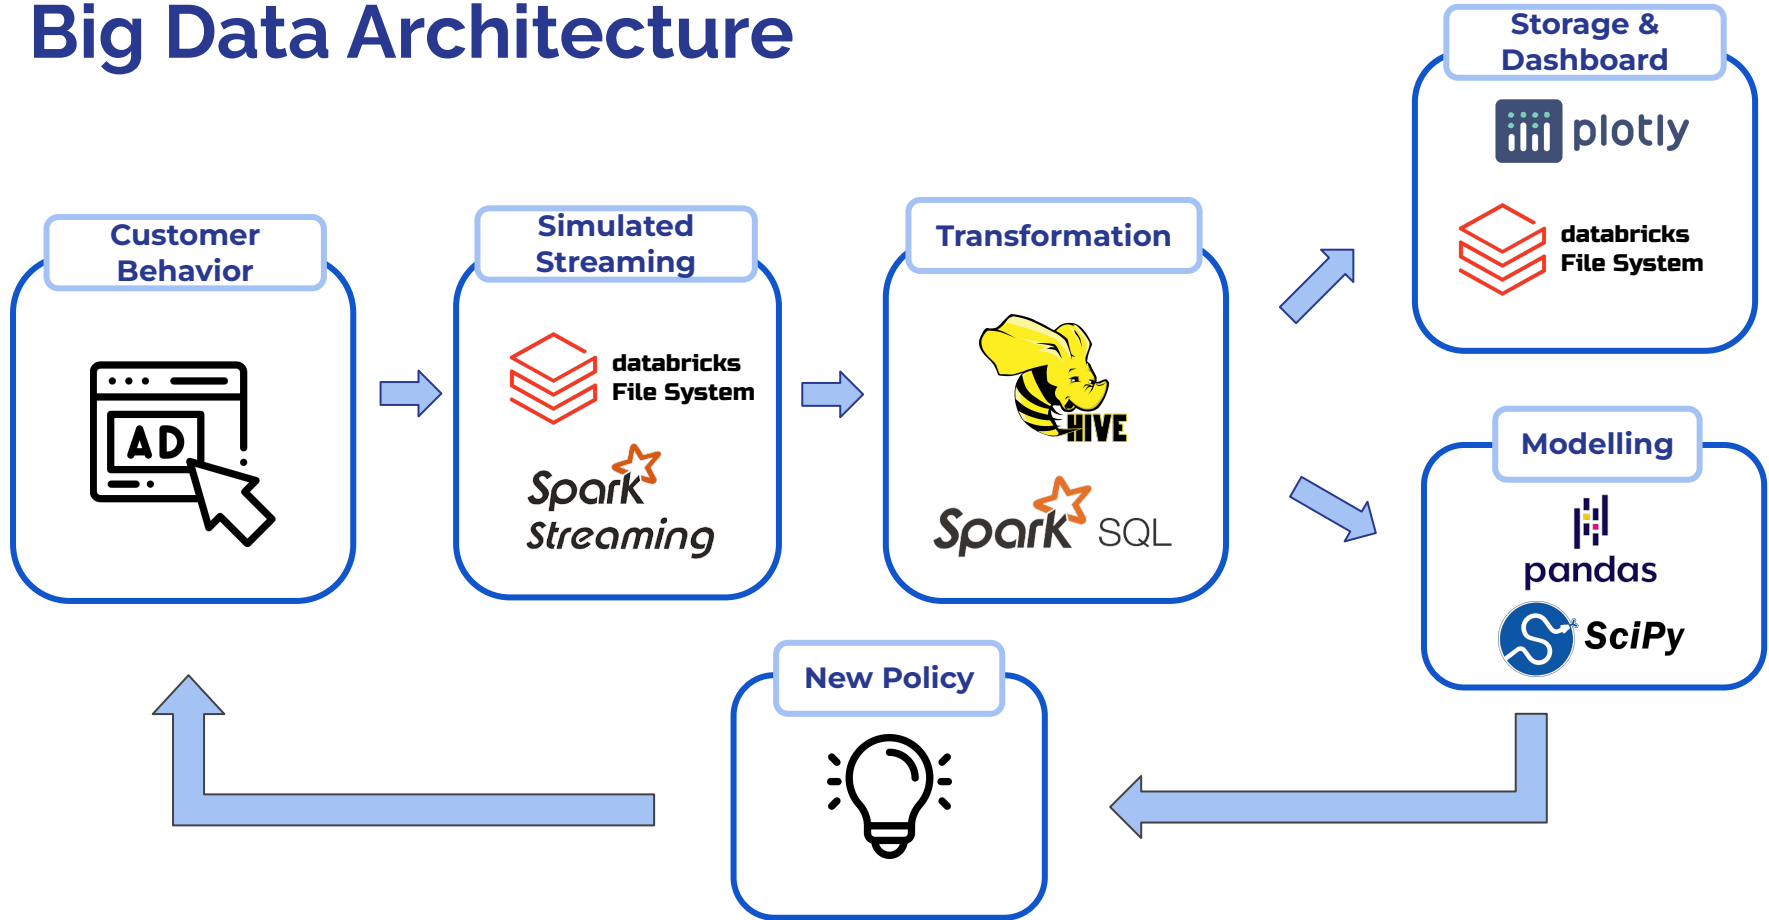 Big Data Architecture
Storage &
Dashboard
plotly
databricks
File System
Customer
Behavior
AD
Simulated
Streaming
databricks
File System
Spark
Streaming
Transformation
HIVE
Spark SQL
Modelling
pandas
SciPy
New Policy